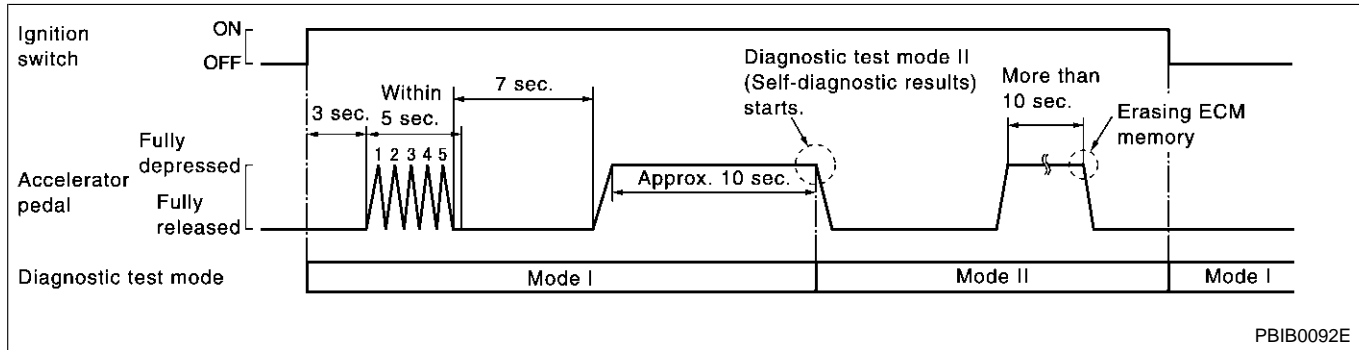 Ignition
switch
ON
OFF
3 sec.
Within
5 sec.
7 sec.
Diagnostic test mode II
(Self-diagnostic results)
starts.
More than
10 sec.
Erasing ECM
memory
Accelerator
pedal
Fully
depressed
Fully
released
1 2 3 4 5
Approx. 10 sec.
Diagnostic test mode
Mode I
Mode II
Mode I
PBIB0092E